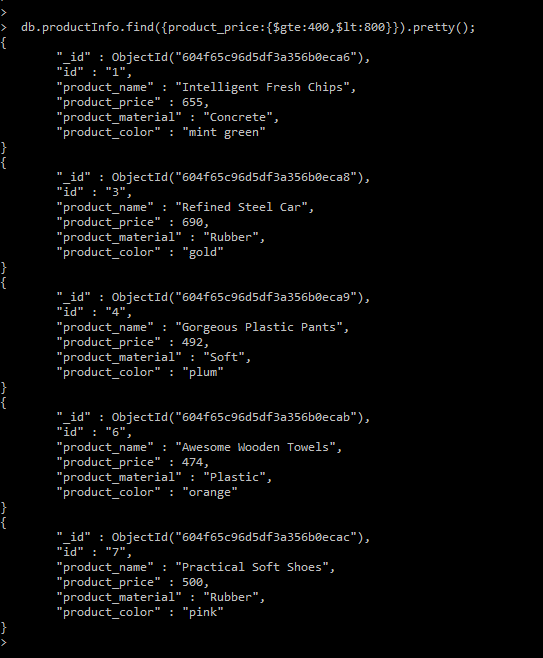 >
> db.productInfo.find({product_price:{$gte:400,$lt:800}}).pretty();
{
"_id" : ObjectId("604f65c96d5df3a356b0eca6"),
"id" : "1",
"product_name" : "Intelligent Fresh Chips",
"product_price" : 655,
"product_material" : "Concrete",
"product_color" : "mint green"
}
{
"_id" : ObjectId("604f65c96d5df3a356b0eca8"),
"id" : "3",
"product_name" : "Refined Steel Car",
"product_price" : 690,
"product_material" : "Rubber",
"product_color" : "gold"
}
{
"_id" : ObjectId("604f65c96d5df3a356b0eca9"),
"id" : "4",
"product_name" : "Gorgeous Plastic Pants",
"product_price" : 492,
"product_material" : "Soft",
"product_color" : "plum"
}
{
"_id" : ObjectId("604f65c96d5df3a356b0ecab"),
"id" : "6",
"product_name" : "Awesome Wooden Towels",
"product_price" : 474,
"product_material" : "Plastic",
"product_color" : "orange"
}
{
"_id" : ObjectId("604f65c96d5df3a356b0ecac"),
"id" : "7",
"product_name" : "Practical Soft Shoes",
"product_price" : 500,
"product_material" : "Rubber",
"product_color" : "pink"
}
>